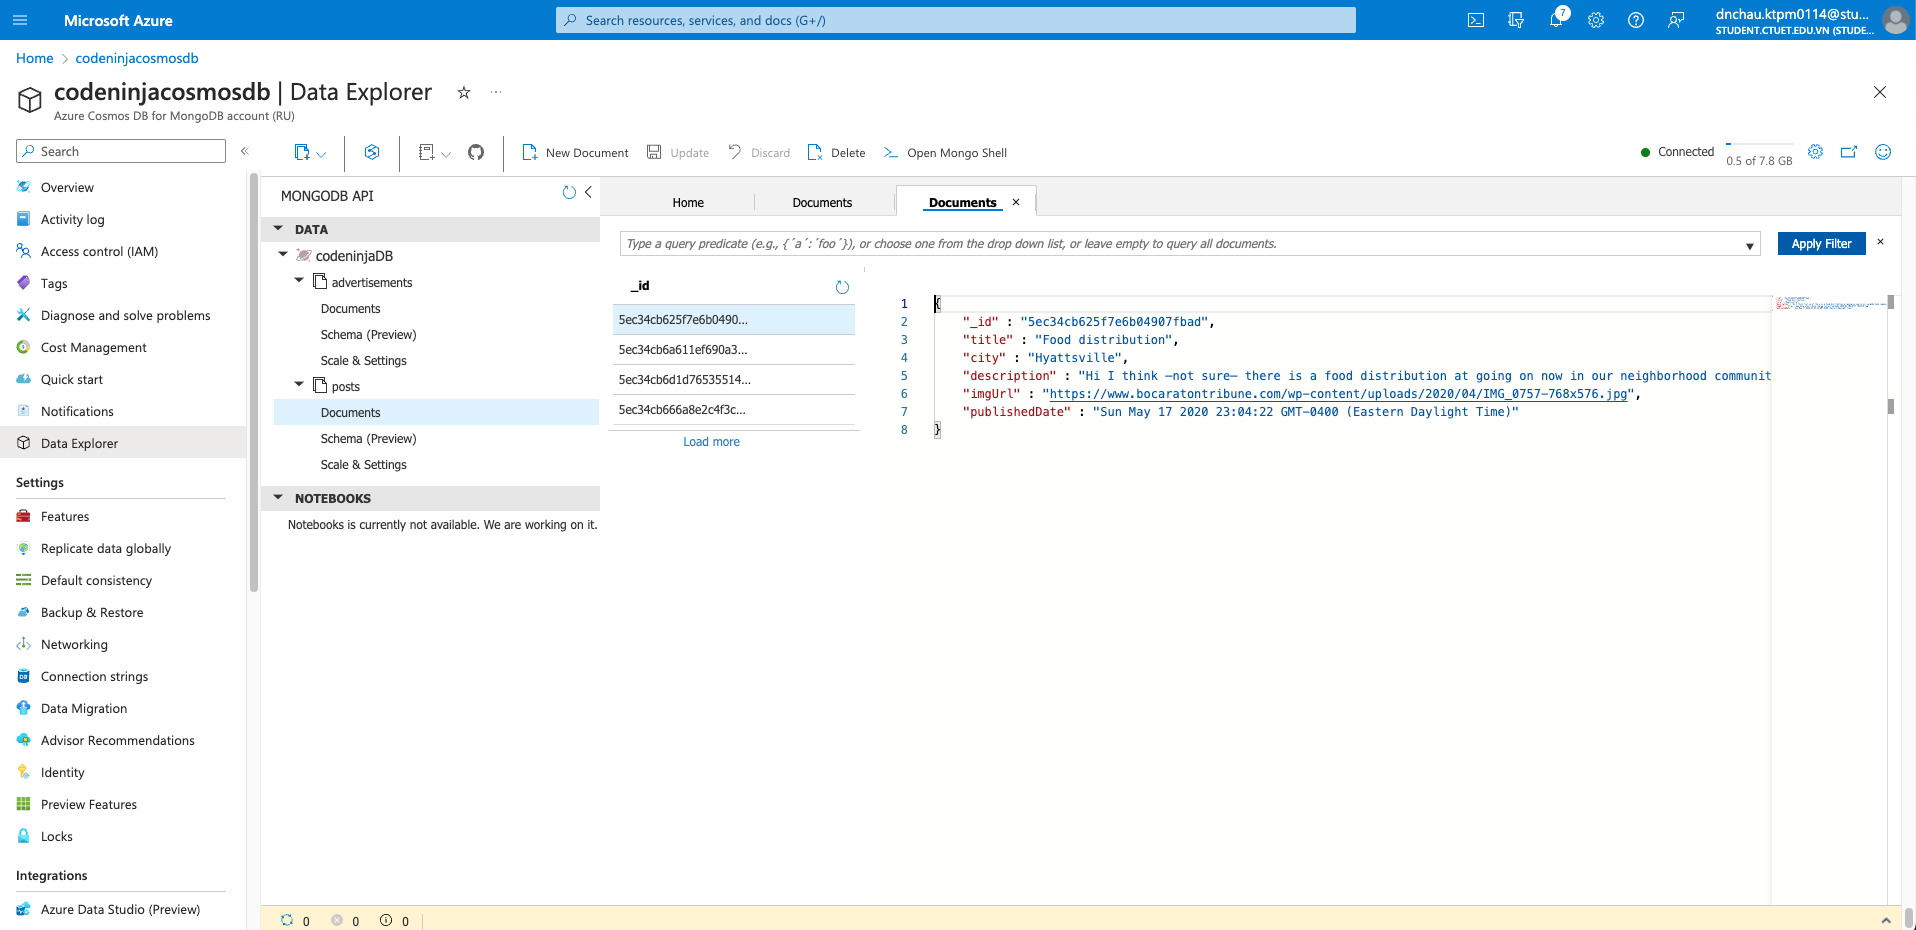 Microsoft Azure
Search resources, services, and docs (G+/)
7
dnchau.ktpm0114@stu...
STUDENT.CTUET.EDU.VN (STUDE...
Home > codeninjacosmosdb
codeninjacosmosdb | Data Explorer
Azure Cosmos DB for MongoDB account (RU)
Search
Overview
Activity log
Access control (IAM)
Tags
Diagnose and solve problems
Cost Management
Quick start
Notifications
Data Explorer
Settings
Features
Replicate data globally
Default consistency
Backup & Restore
Networking
Connection strings
Data Migration
Advisor Recommendations
Identity
Preview Features
Locks
Integrations
Azure Data Studio (Preview)
New Document
Update
Discard
Delete
Open Mongo Shell
Connected
0.5 of 7.8 GB
MONGODB API
DATA
codeninjaDB
advertisements
Documents
Schema (Preview)
Scale & Settings
posts
Documents
Schema (Preview)
Scale & Settings
NOTEBOOKS
Notebooks is currently not available. We are working on it.
Home
Documents
Documents
Type a query predicate (e.g., {´a´:´foo´}), or choose one from the drop down list, or leave empty to query all documents.
Apply Filter
_id
5ec34cb625f7e6b0490...
5ec34cb6a611ef690a3...
5ec34cb6d1d76535514...
5ec34cb666a8e2c4f3c...
Load more
1 {
2 "_id" : "5ec34cb625f7e6b04907fbad",
3 "title" : "Food distribution",
4 "city" : "Hyattsville",
5 "description" : "Hi I think –not sure– there is a food distribution at going on now in our neighborhood communit
6 "imgUrl" : "https://www.bocaratontribune.com/wp-content/uploads/2020/04/IMG_0757-768x576.jpg",
7 "publishedDate" : "Sun May 17 2020 23:04:22 GMT-0400 (Eastern Daylight Time)"
8 }
0 0 0